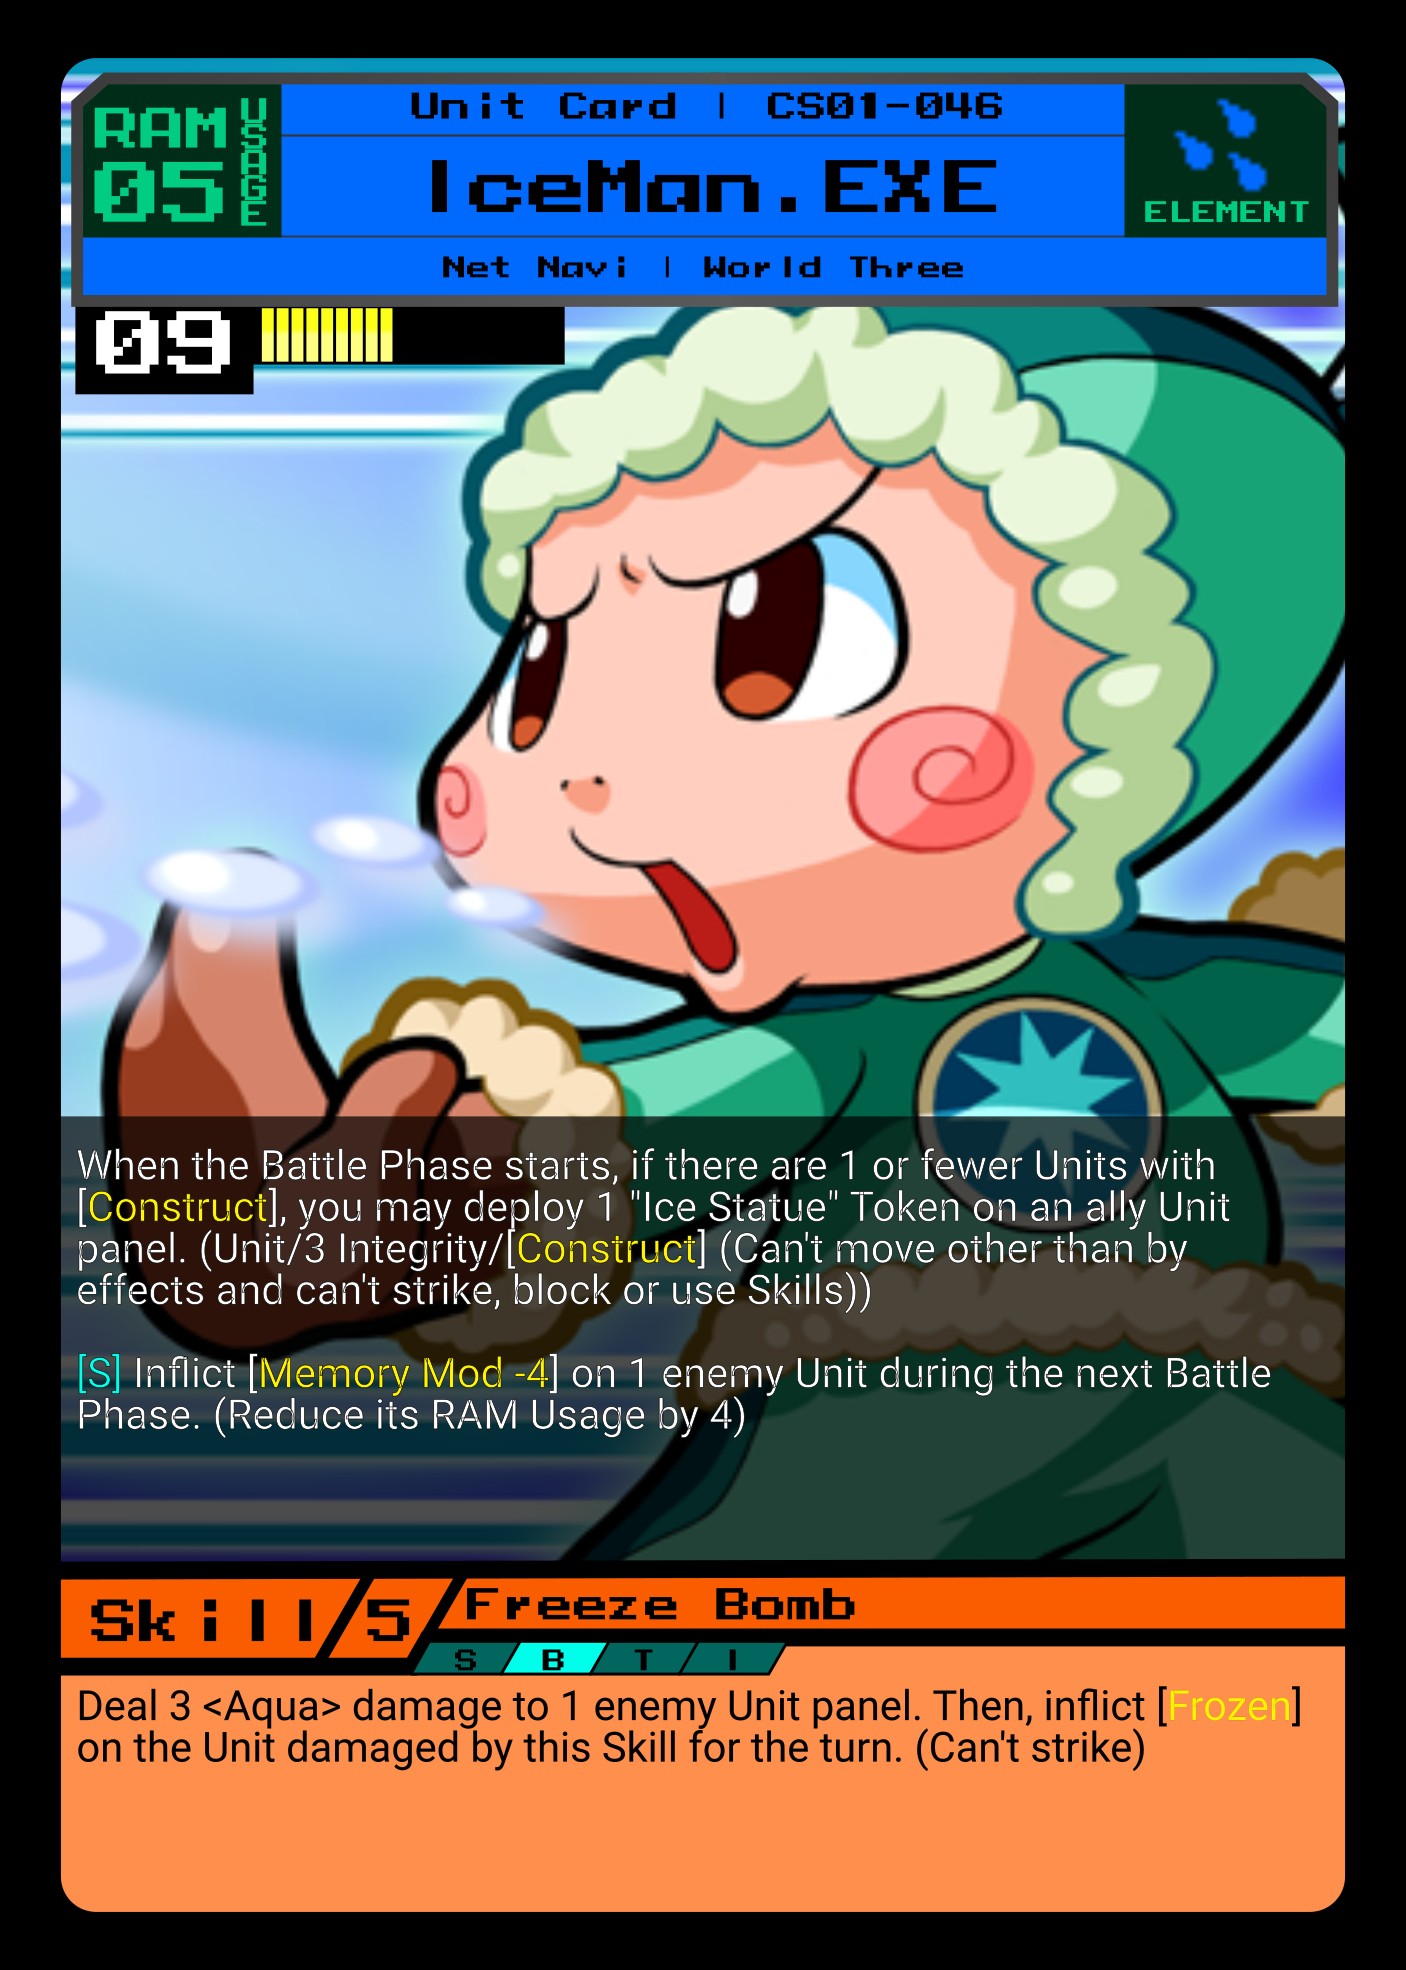 RAM USAGE
05
Unit Card | CS01-046
IceMan.EXE
ELEMENT
Net Navi | World Three
09
When the Battle Phase starts, if there are 1 or fewer Units with
[Construct], you may deploy 1 "Ice Statue" Token on an ally Unit
panel. (Unit/3 Integrity/[Construct] (Can't move other than by
effects and can't strike, block or use Skills))
[S] Inflict [Memory Mod -4] on 1 enemy Unit during the next Battle
Phase. (Reduce its RAM Usage by 4)
Skill/5 Freeze Bomb
S B T I
Deal 3 <Aqua> damage to 1 enemy Unit panel. Then, inflict [Frozen]
on the Unit damaged by this Skill for the turn. (Can't strike)